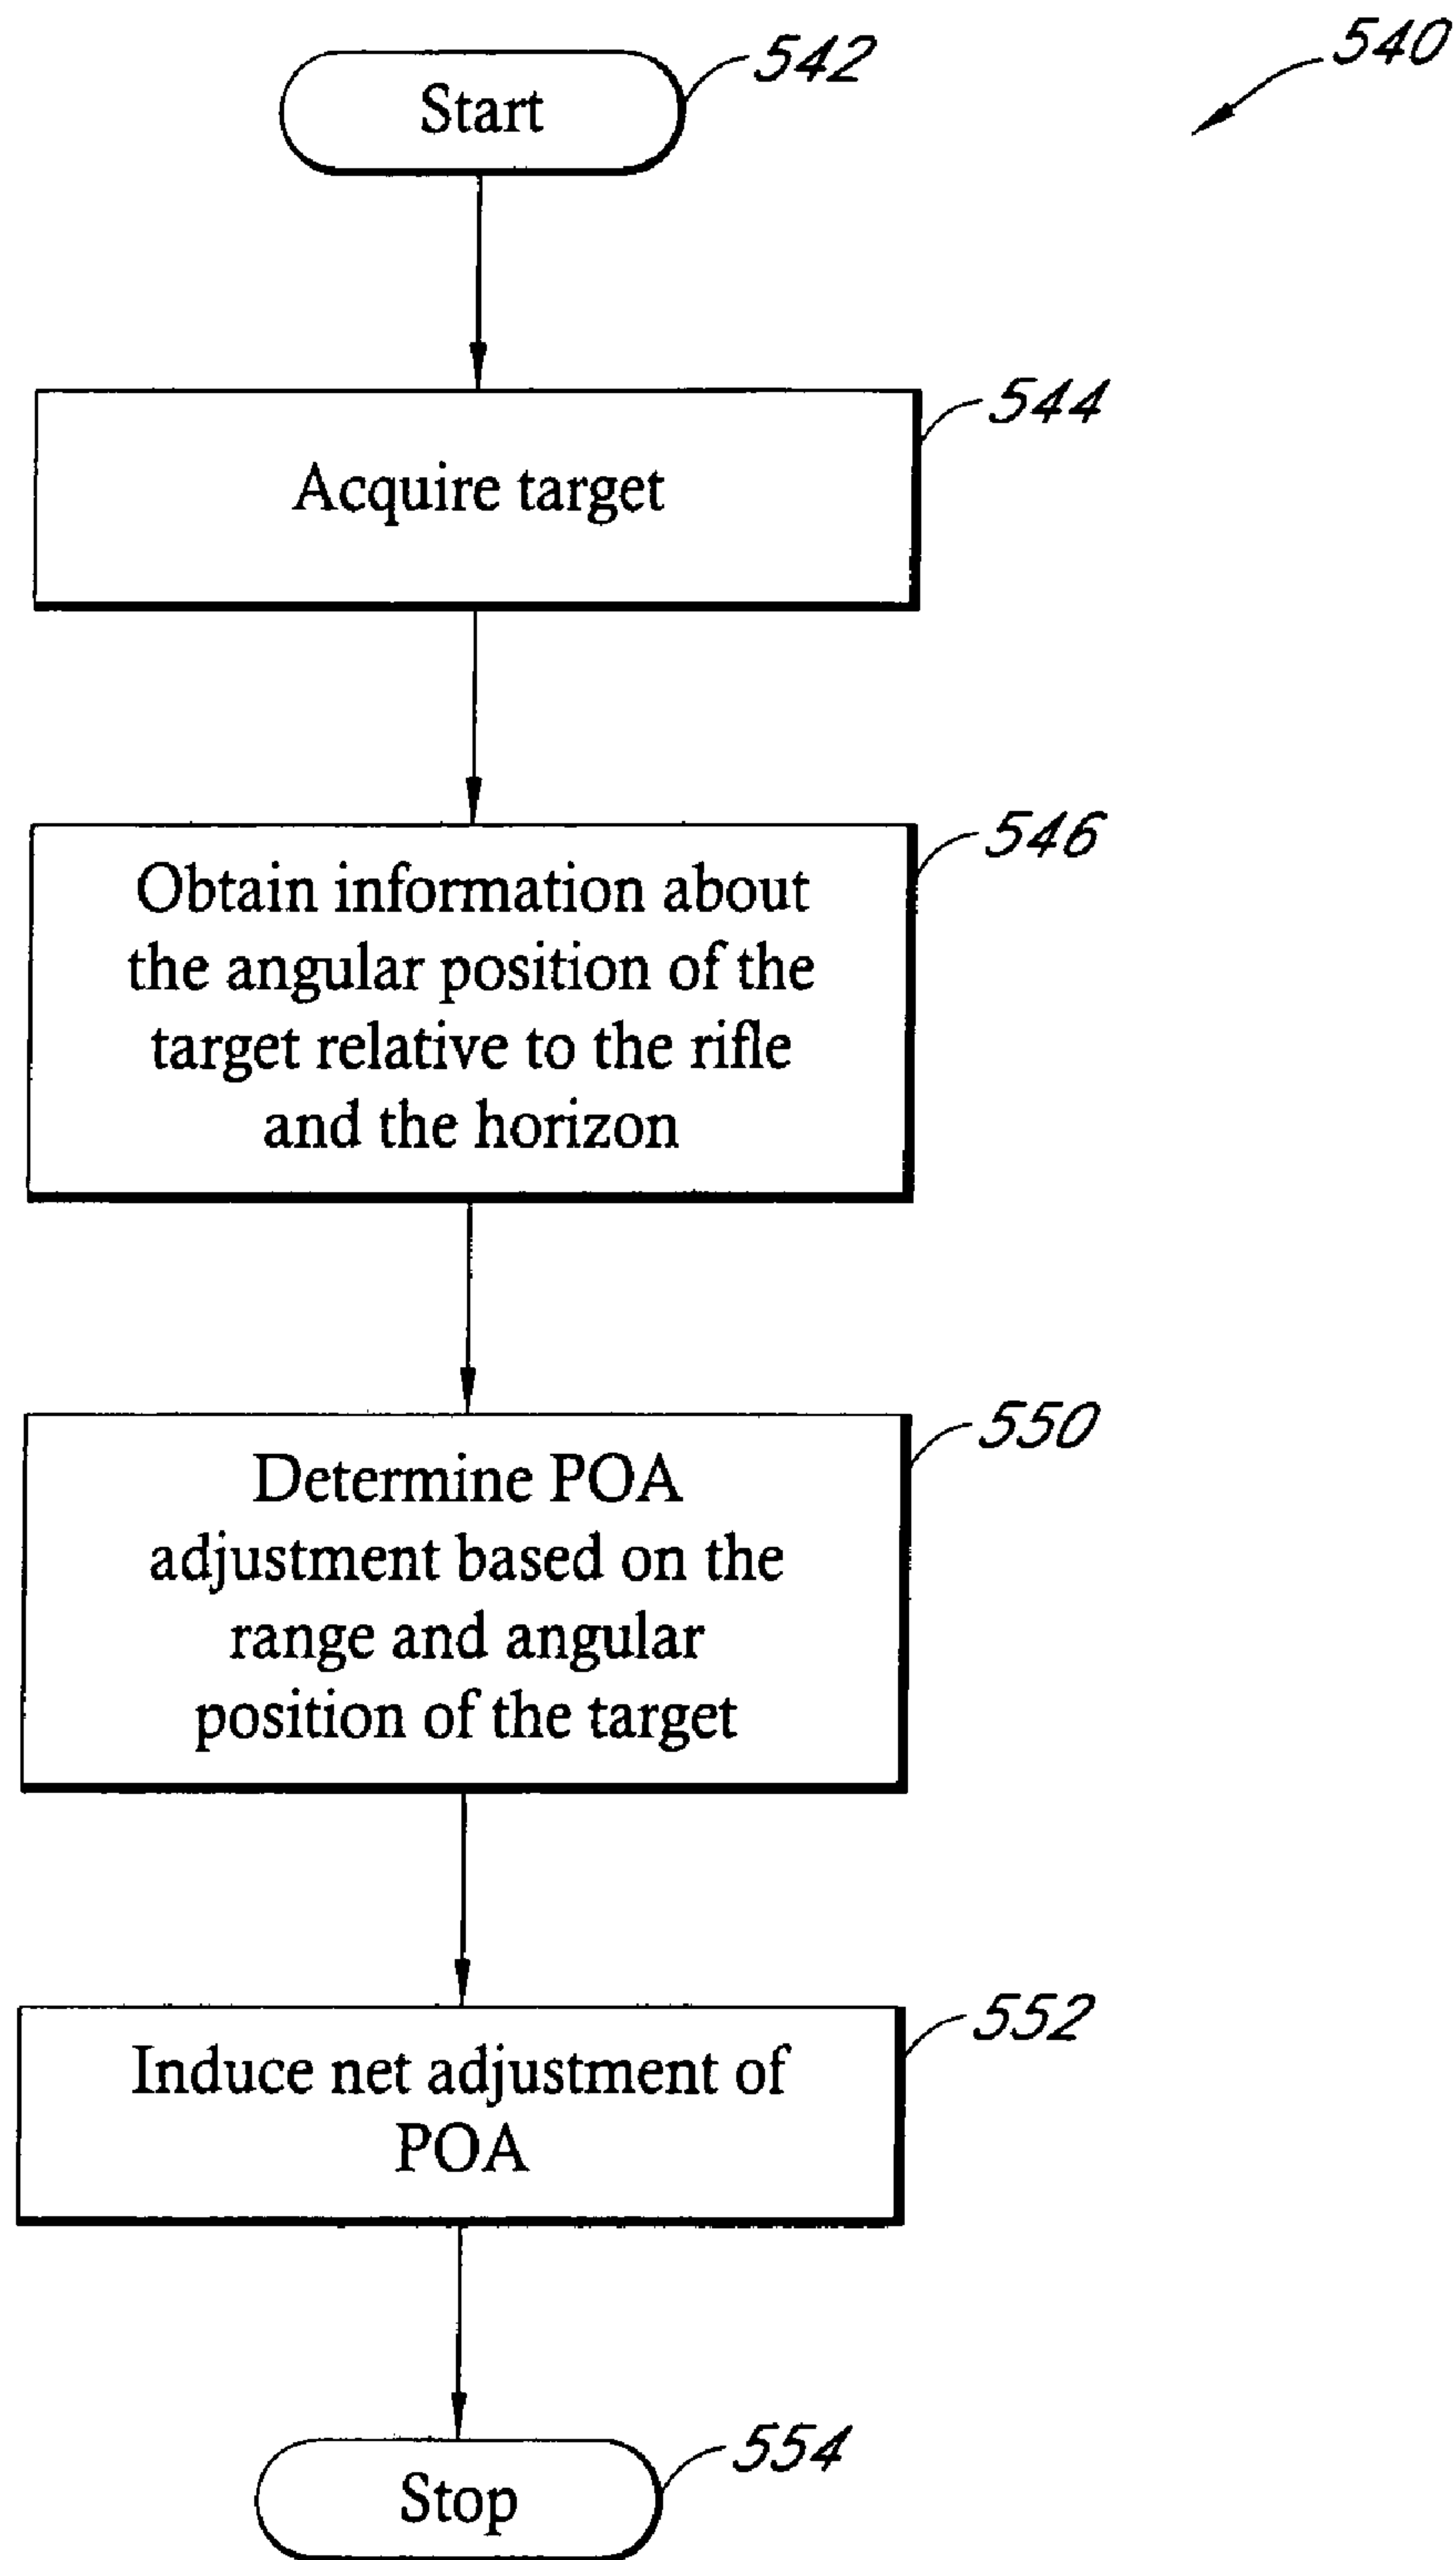 540
542
Start
544
Acquire target
546
Obtain information about
the angular position of the
target relative to the rifle
and the horizon
550
Determine POA
adjustment based on the
range and angular
position of the target
552
Induce net adjustment of
POA
554
Stop